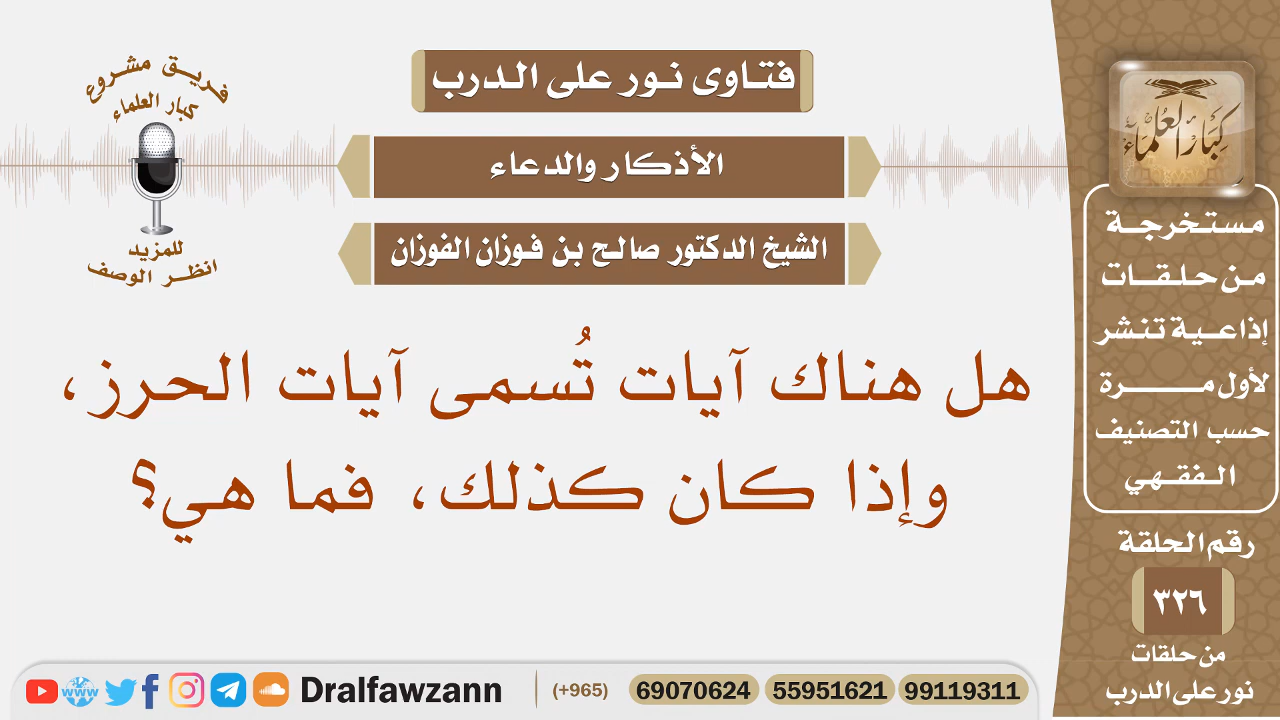 فتاوى نور على الدرب
الأذكار والدعاء
الشيخ الدكتور صالح بن فوزان الفوزان
هل هناك آيات تُسمى آيات الحرز،
وإذا كان كذلك، فما هي؟
كبار العلماء
مستخرجة
من حلقات
إذاعية تنشر
لأول مرة
حسب التصنيف
الفقهي
رقم الحلقة
٣٢٦
من حلقات
نور على الدرب
فريق مشروع
كبار العلماء
للمزيد
انظر الوصف
www Dralfawzann (+965) 69070624 55951621 99119311